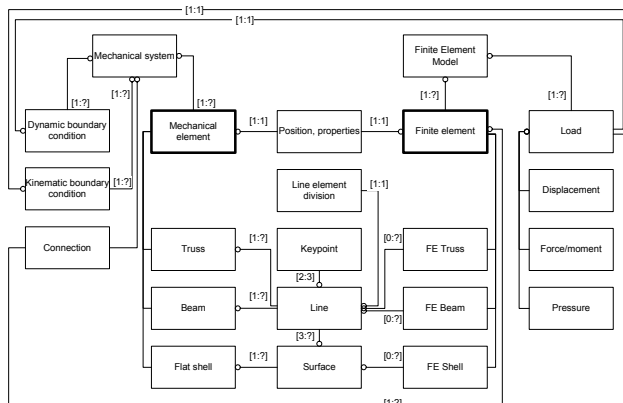 [1:1]
[1:1]
Mechanical system
Finite Element
Model
[1:?]
[1:?]
[1:?]
[1:?]
[1:?]
Dynamic boundary
condition
Mechanical
element
[1:1]
Position, properties
[1:1]
Finite element
Load
Kinematic boundary
condition
[1:?]
Line element
division
[1:1]
Displacement
Connection
Truss
[1:?]
Keypoint
[0:?]
FE Truss
Force/moment
[2:3]
Beam
[1:?]
Line
FE Beam
Pressure
[0:?]
[3:?]
Flat shell
[1:?]
Surface
[0:?]
FE Shell
[1:?]